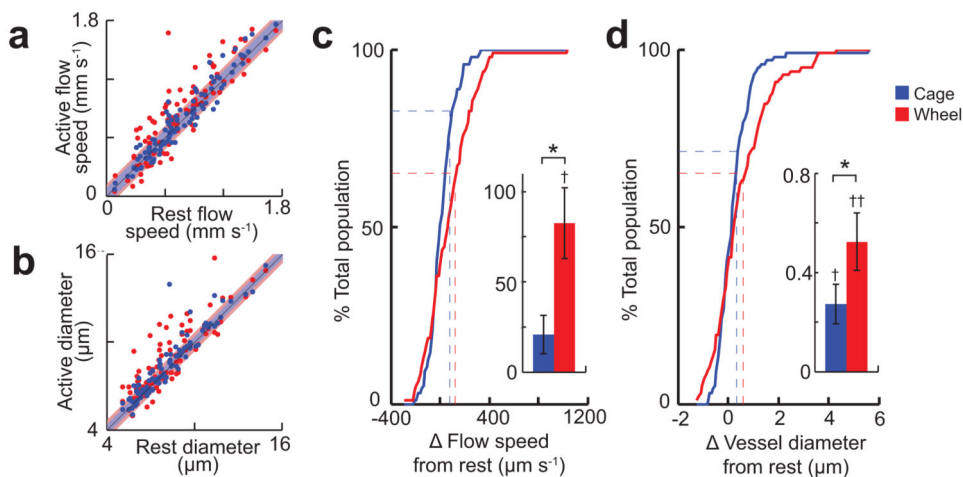 a
Active flow
speed (mm s⁻¹)
1.8
0
0
1.8
Rest flow
speed (mm s⁻¹)
b
Active diameter
(µm)
16
4
4
16
Rest diameter
(µm)
c
% Total population
100
50
0
-400
400
1200
Δ Flow speed
from rest (µm s⁻¹)
*
†
100
50
0
d
% Total population
100
50
0
-2
0
2
4
6
Δ Vessel diameter
from rest (µm)
*
†
††
0.8
0.4
0
Cage
Wheel